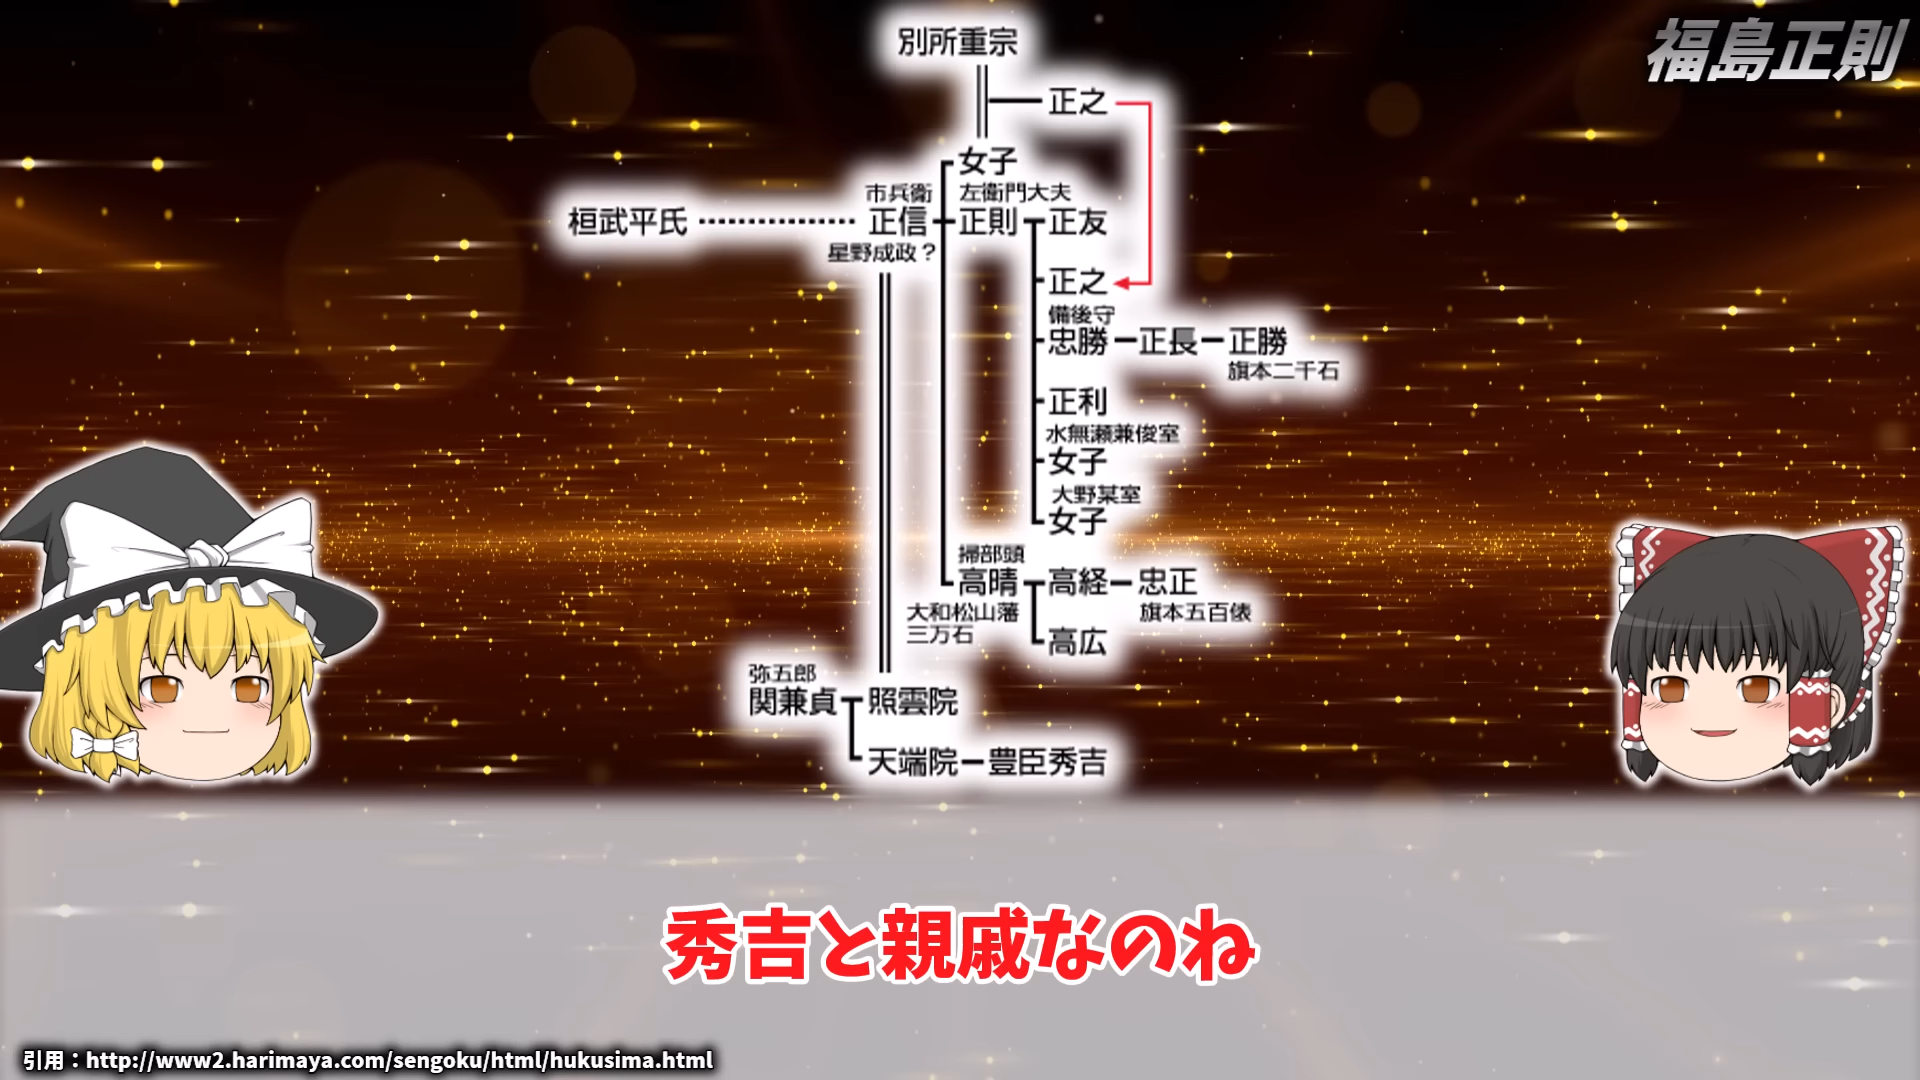 福島正則
別所重宗
正之
女子
市兵衛 左衛門大夫
桓武平氏 正信 正則 正友
星野成政？
正之
備後守
忠勝 正長 正勝
旗本二千石
正利
水無瀬兼俊室
女子
大野某室
女子
掃部頭
高晴 高経 忠正
大和松山藩 旗本五百俵
三万石
高広
弥五郎
関兼貞 照雲院
天端院 豊臣秀吉
秀吉と親戚なのね
引用：http://www2.harimaya.com/sengoku/html/hukusima.html